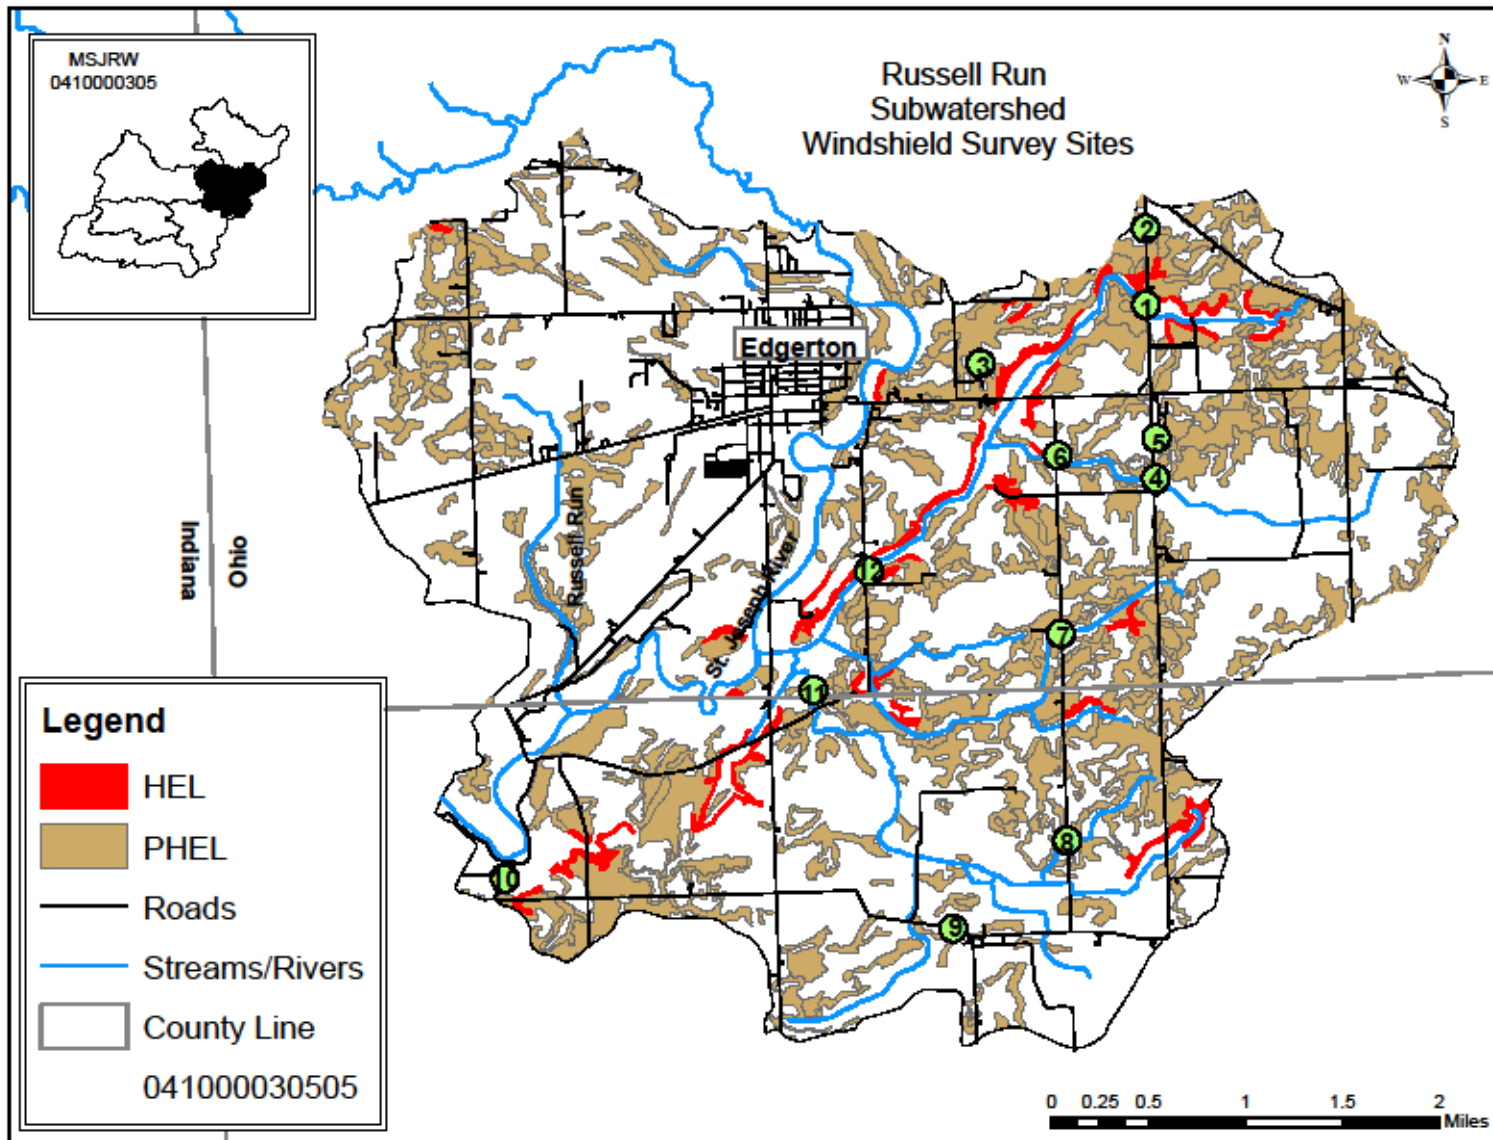 MSJRW
0410000305
Russell Run
Subwatershed
Windshield Survey Sites
N
W
E
S
2
1
Edgerton
3
5
6
4
Russell Run
St. Joseph River
12
7
11
8
10
9
Indiana
Ohio
Legend
HEL
PHEL
Roads
Streams/Rivers
County Line
041000030505
0 0.25 0.5 1 1.5 2
Miles